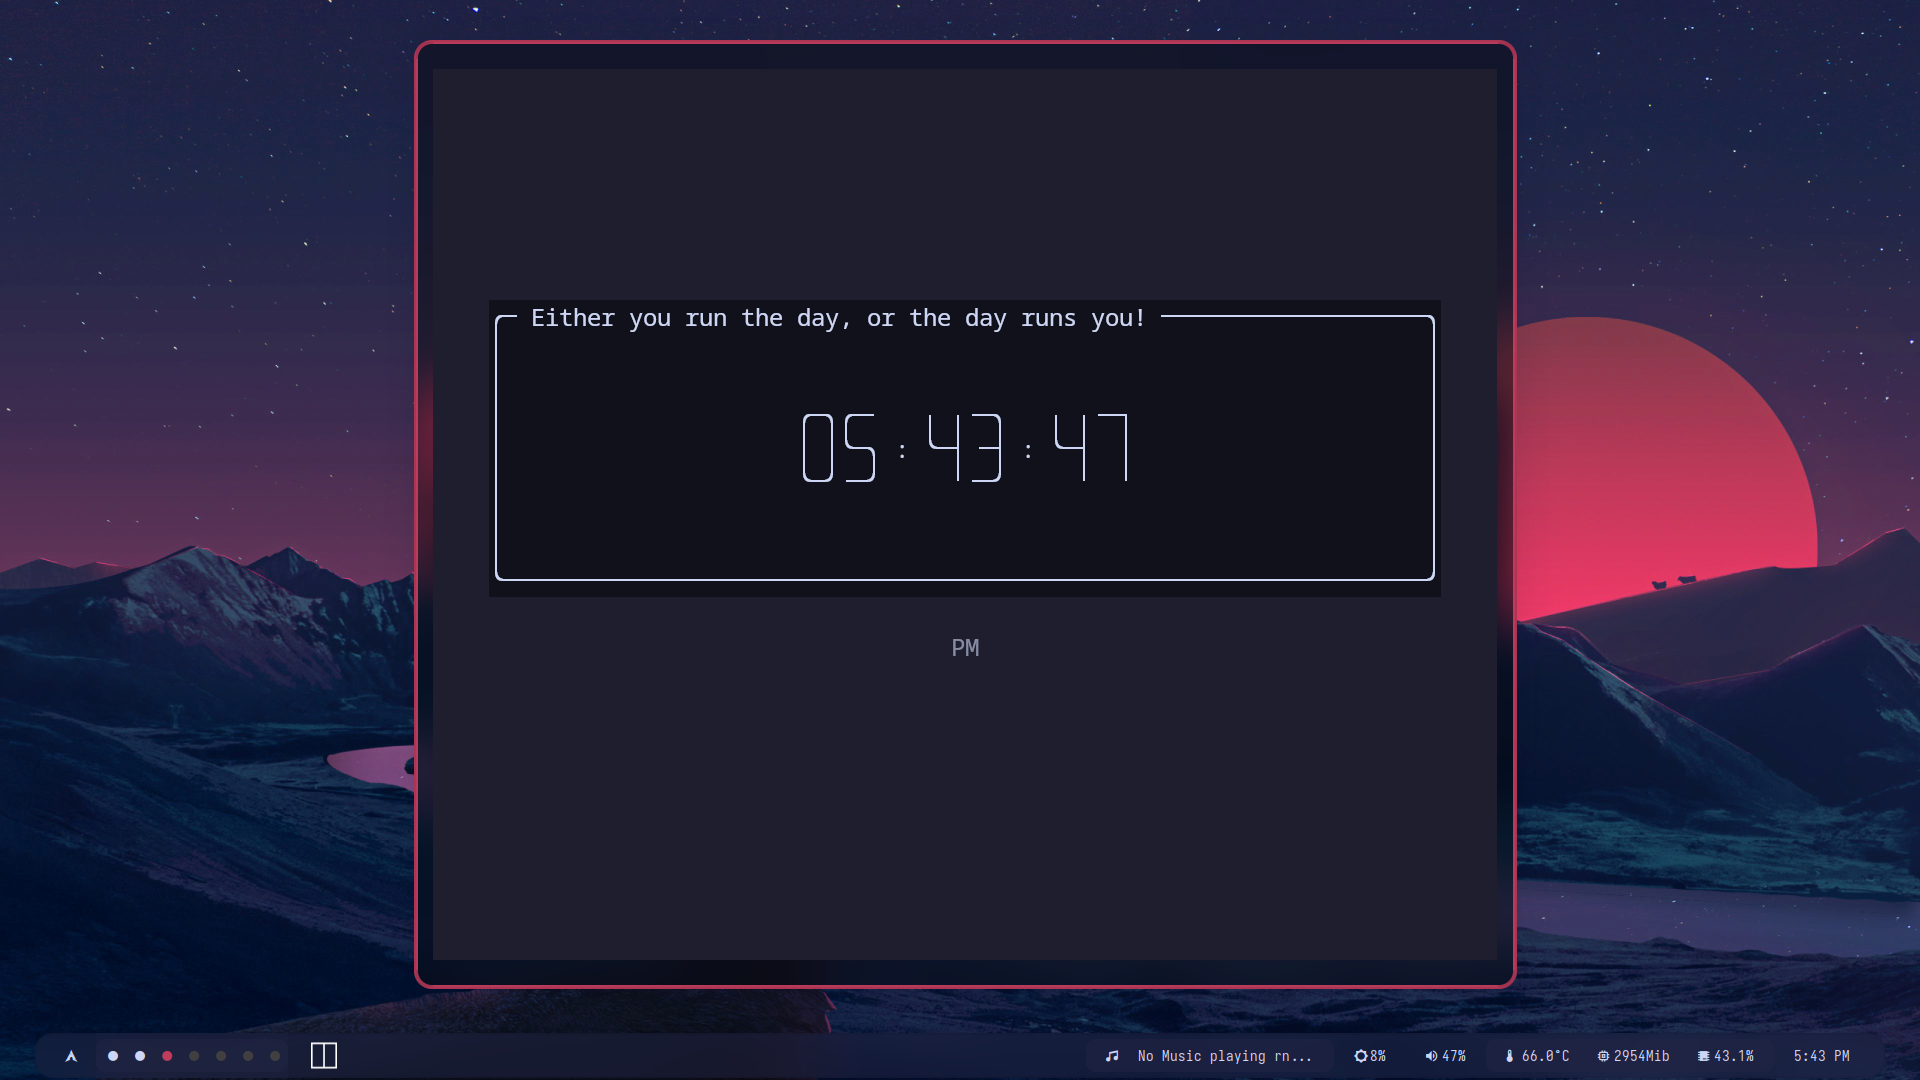 Either you run the day, or the day runs you!
05:43:47
PM
No Music playing rn... 8% 47% 66.0°C 2954Mib 43.1% 5:43 PM